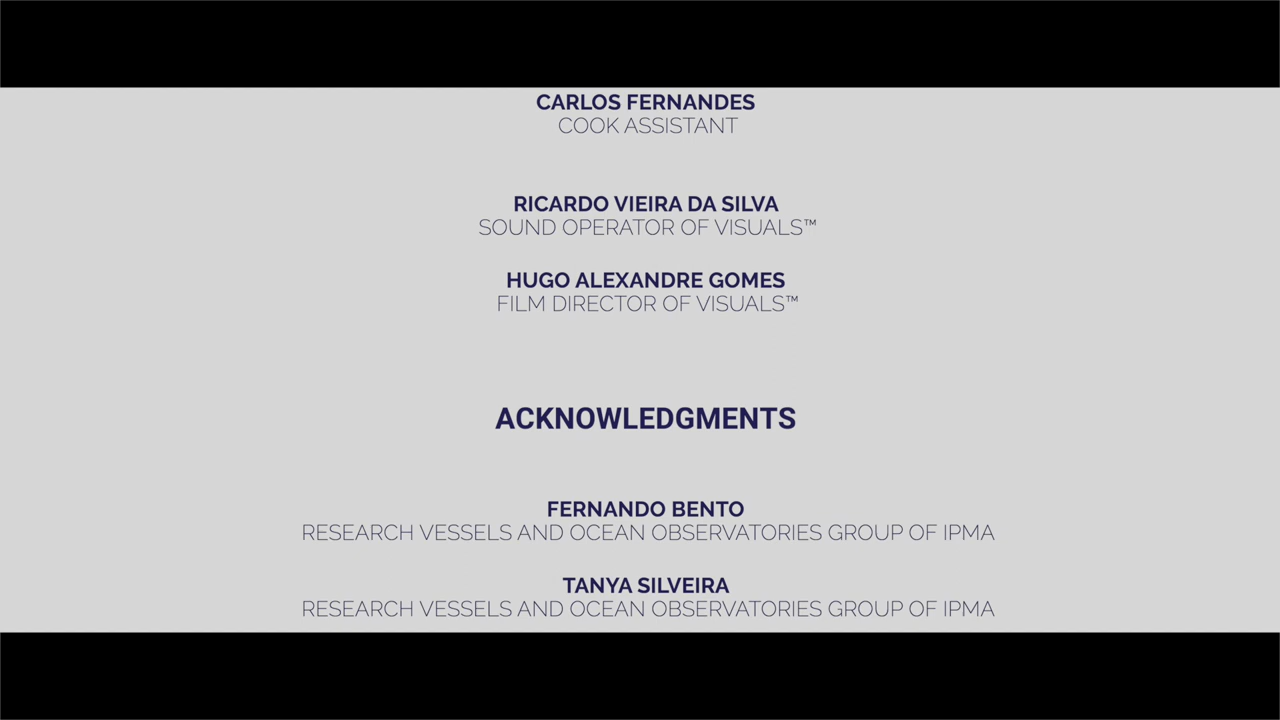 CARLOS FERNANDES
COOK ASSISTANT
RICARDO VIEIRA DA SILVA
SOUND OPERATOR OF VISUALS™
HUGO ALEXANDRE GOMES
FILM DIRECTOR OF VISUALS™
ACKNOWLEDGMENTS
FERNANDO BENTO
RESEARCH VESSELS AND OCEAN OBSERVATORIES GROUP OF IPMA
TANYA SILVEIRA
RESEARCH VESSELS AND OCEAN OBSERVATORIES GROUP OF IPMA